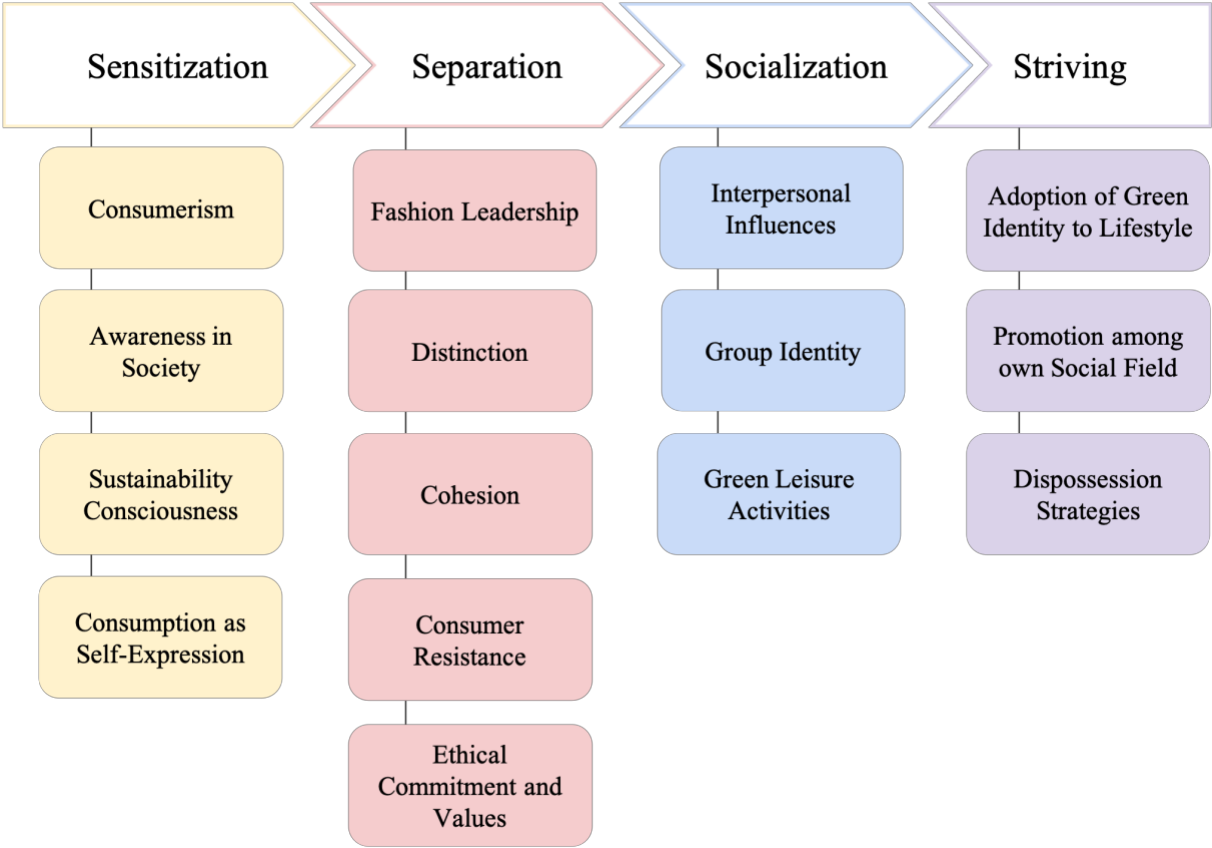 Sensitization
Separation
Socialization
Striving
Consumerism
Awareness in
Society
Sustainability
Consciousness
Consumption as
Self-Expression
Fashion Leadership
Distinction
Cohesion
Consumer
Resistance
Ethical
Commitment and
Values
Interpersonal
Influences
Group Identity
Green Leisure
Activities
Adoption of Green
Identity to Lifestyle
Promotion among
own Social Field
Dispossession
Strategies